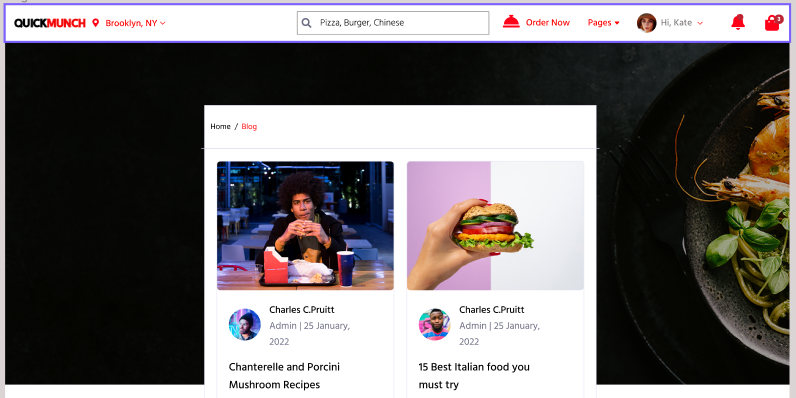 QUICKMUNCH Brooklyn, NY Pizza, Burger, Chinese Order Now Pages Hi, Kate 3
Home / Blog
Charles C.Pruitt
Admin | 25 January,
2022
Chanterelle and Porcini
Mushroom Recipes
Charles C.Pruitt
Admin | 25 January,
2022
15 Best Italian food you
must try